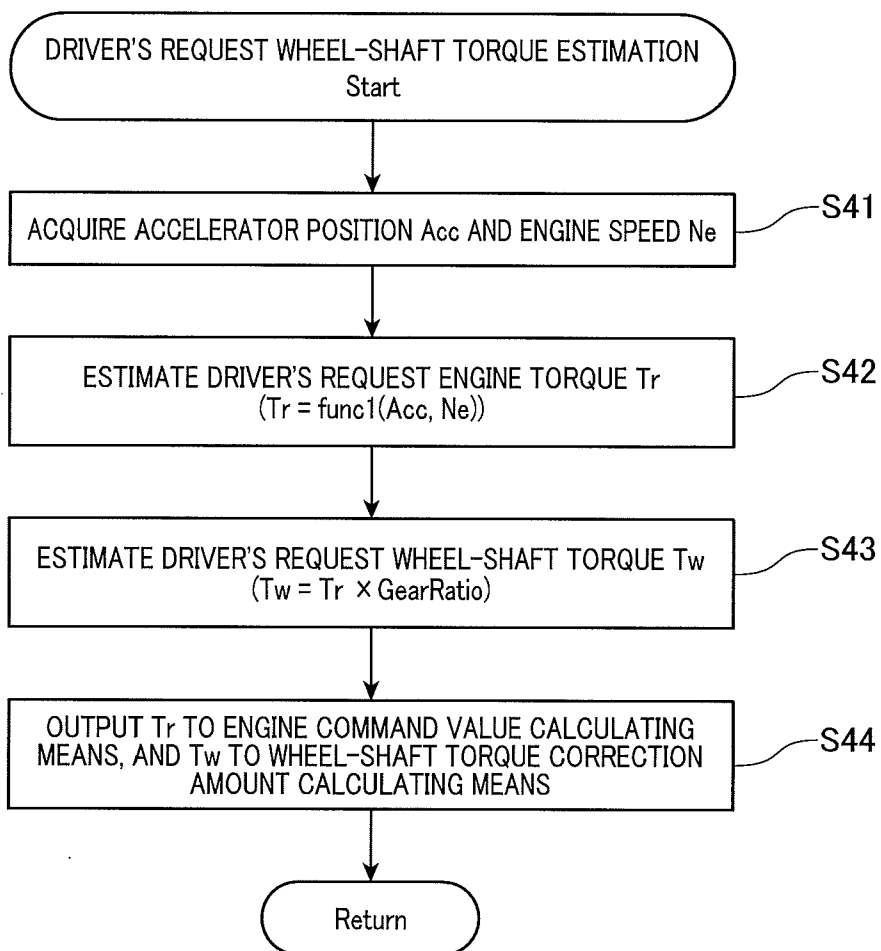 DRIVER'S REQUEST WHEEL-SHAFT TORQUE ESTIMATION
Start
ACQUIRE ACCELERATOR POSITION Acc AND ENGINE SPEED Ne
S41
ESTIMATE DRIVER'S REQUEST ENGINE TORQUE Tr
(Tr = func1(Acc, Ne))
S42
ESTIMATE DRIVER'S REQUEST WHEEL-SHAFT TORQUE Tw
(Tw = Tr × GearRatio)
S43
OUTPUT Tr TO ENGINE COMMAND VALUE CALCULATING
MEANS, AND Tw TO WHEEL-SHAFT TORQUE CORRECTION
AMOUNT CALCULATING MEANS
S44
Return